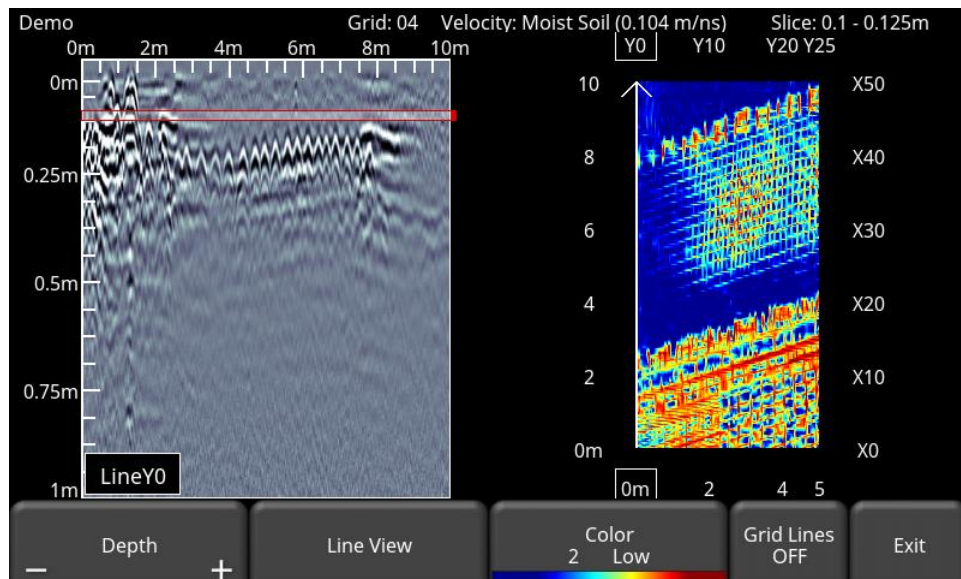 Demo Grid: 04 Velocity: Moist Soil (0.104 m/ns) Slice: 0.1 - 0.125m
0m 2m 4m 6m 8m 10m Y0 Y10 Y20 Y25
0m 10 X50
8 X40
0.25m
6 X30
0.5m 4 X20
2 X10
0.75m
0m X0
LineY0
1m 0m 2 4 5
Depth Line View Color Grid Lines Exit
— + 2 Low OFF